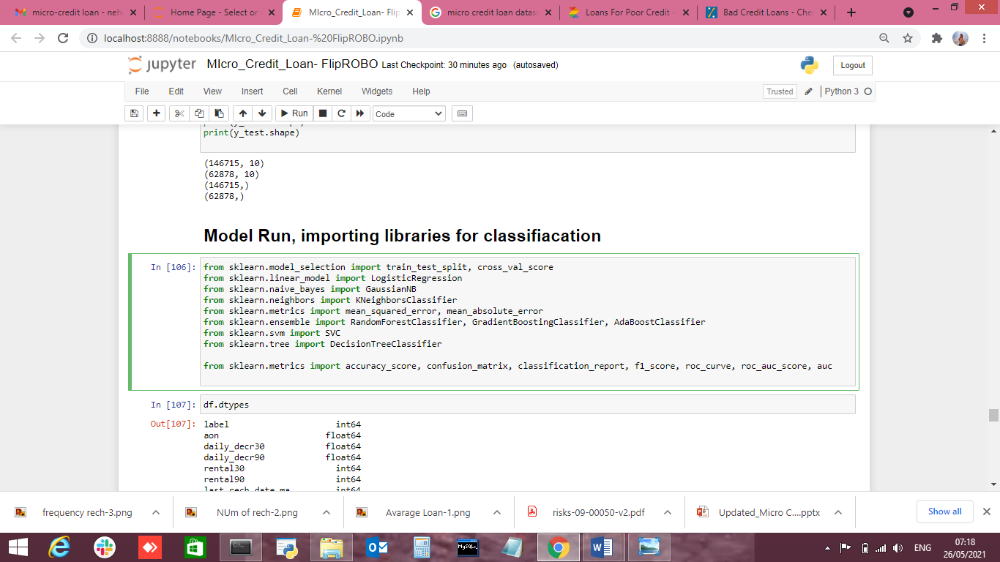 micro-credit loan - neh
Home Page - Select or
MIcro_Credit_Loan- Flip
micro credit loan datase
Loans For Poor Credit -
Bad Credit Loans - Chec
localhost:8888/notebooks/MIcro_Credit_Loan-%20FlipROBO.ipynb
jupyter MIcro_Credit_Loan- FlipROBO Last Checkpoint: 30 minutes ago (autosaved)
Logout
File Edit View Insert Cell Kernel Widgets Help
Trusted
Python 3
Run
Code
print(y_test.shape)
(146715, 10)
(62878, 10)
(146715,)
(62878,)
Model Run, importing libraries for classifiacation
In [106]: from sklearn.model_selection import train_test_split, cross_val_score
from sklearn.linear_model import LogisticRegression
from sklearn.naive_bayes import GaussianNB
from sklearn.neighbors import KNeighborsClassifier
from sklearn.metrics import mean_squared_error, mean_absolute_error
from sklearn.ensemble import RandomForestClassifier, GradientBoostingClassifier, AdaBoostClassifier
from sklearn.svm import SVC
from sklearn.tree import DecisionTreeClassifier
from sklearn.metrics import accuracy_score, confusion_matrix, classification_report, f1_score, roc_curve, roc_auc_score, auc
In [107]: df.dtypes
Out[107]: label int64
aon float64
daily_decr30 float64
daily_decr90 float64
rental30 int64
rental90 int64
last_rech_date_ma int64
frequency rech-3.png
NUm of rech-2.png
Avarage Loan-1.png
risks-09-00050-v2.pdf
Updated_Micro C....pptx
Show all
MySQL
ENG
07:18
26/05/2021